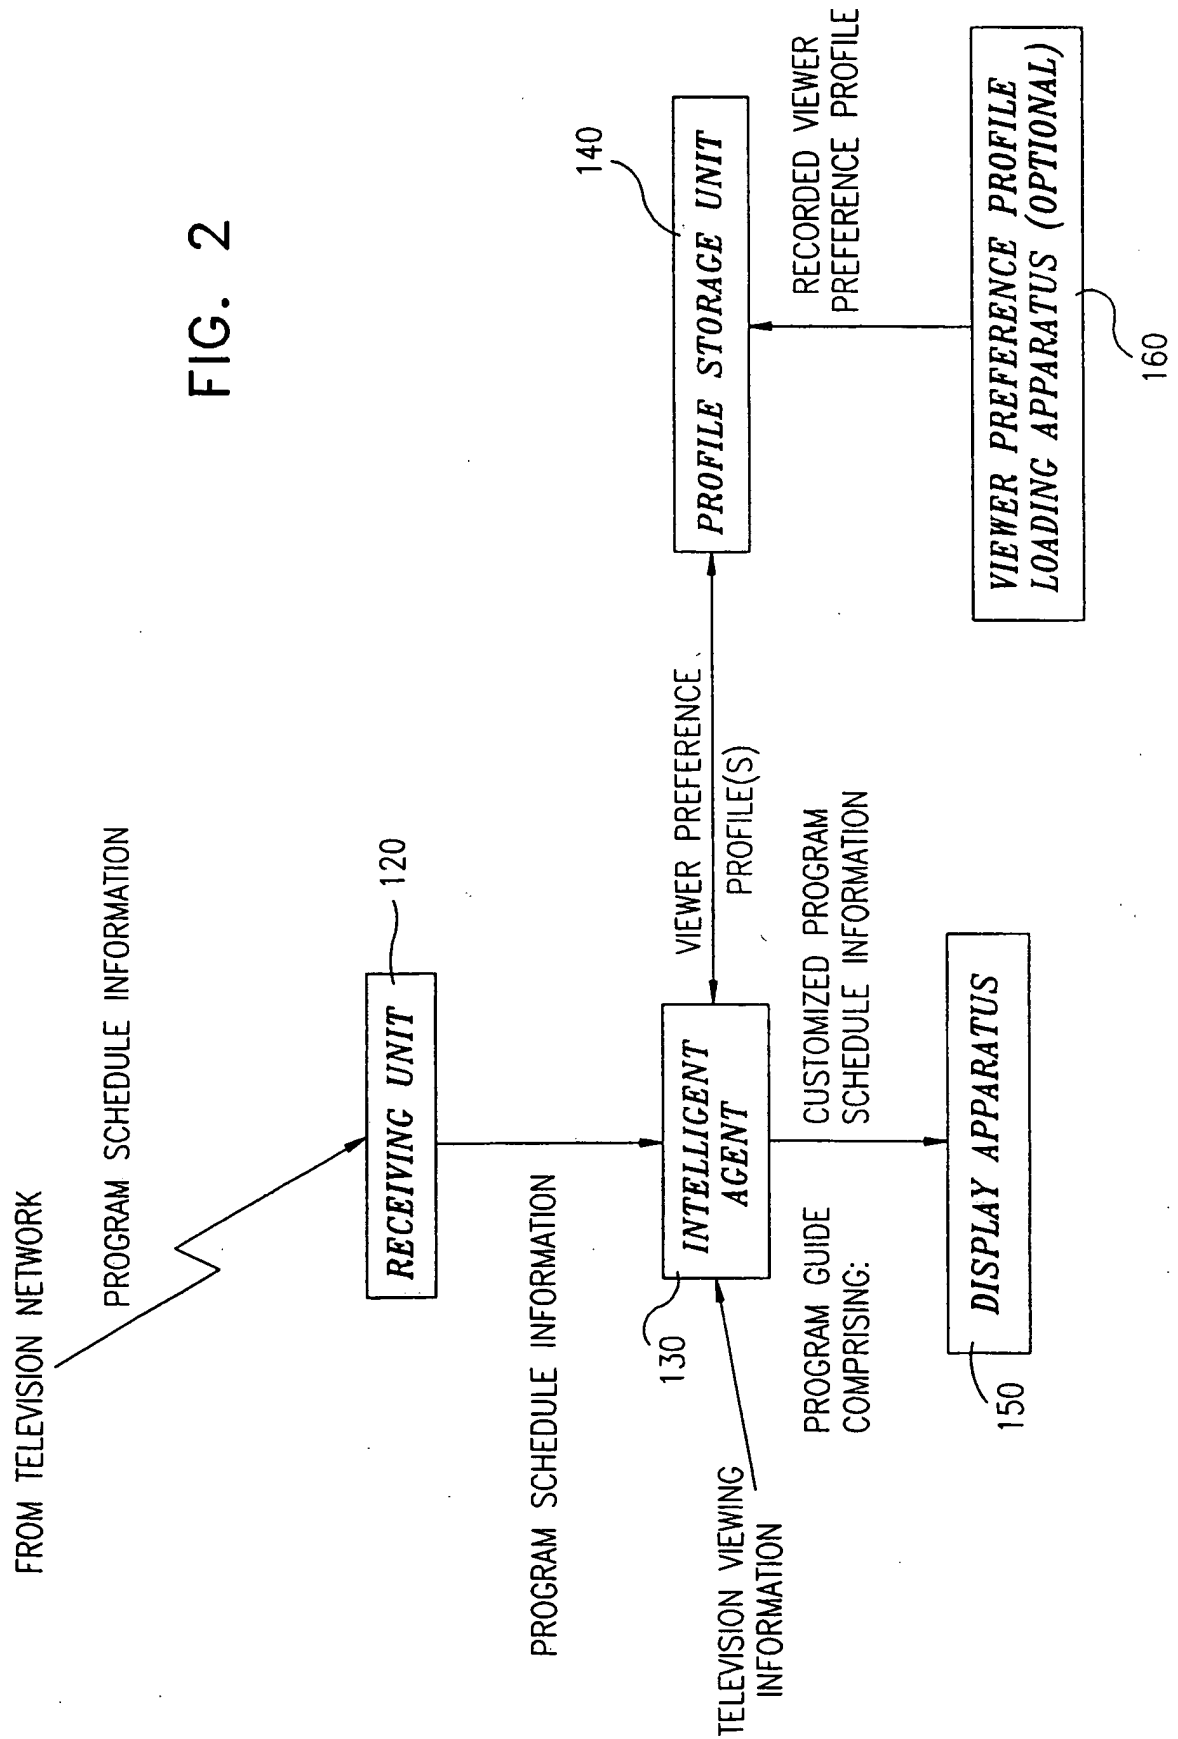 FIG. 2
FROM TELEVISION NETWORK
PROGRAM SCHEDULE INFORMATION
120
RECEIVING UNIT
PROGRAM SCHEDULE INFORMATION
130
INTELLIGENT
AGENT
TELEVISION VIEWING
INFORMATION
VIEWER PREFERENCE
PROFILE(S)
140
PROFILE STORAGE UNIT
RECORDED VIEWER
PREFERENCE PROFILE
PROGRAM GUIDE
COMPRISING:
CUSTOMIZED PROGRAM
SCHEDULE INFORMATION
DISPLAY APPARATUS
150
VIEWER PREFERENCE PROFILE
LOADING APPARATUS (OPTIONAL)
160